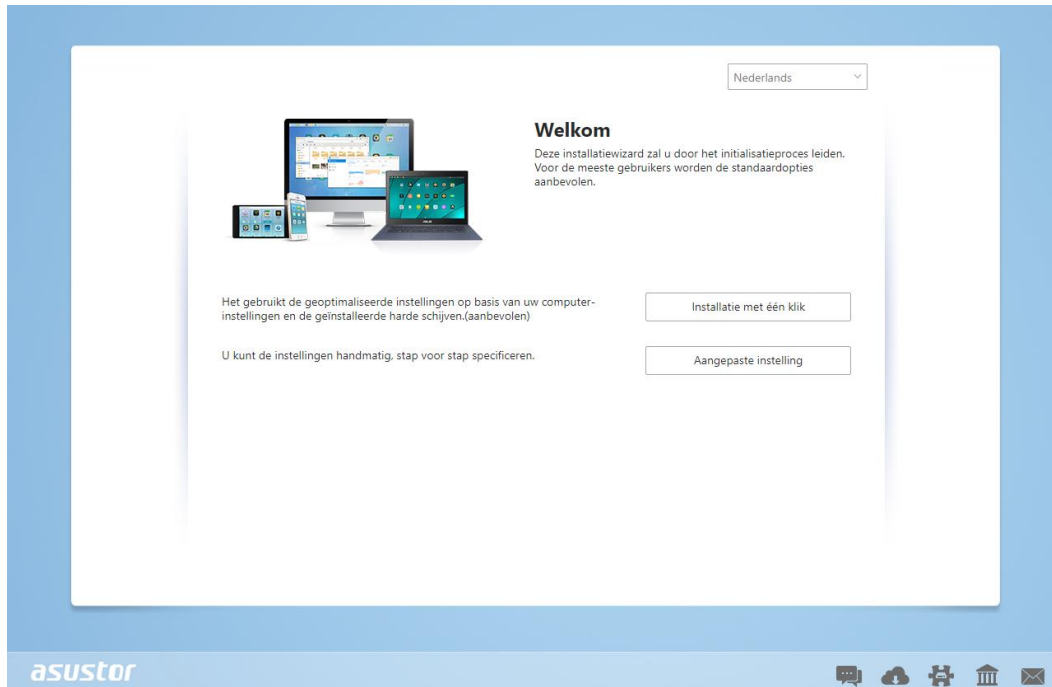 Nederlands
Welkom
Deze installatiewizard zal u door het initialisatieproces leiden.
Voor de meeste gebruikers worden de standaardopties
aanbevolen.
Het gebruikt de geoptimaliseerde instellingen op basis van uw computer-
instellingen en de geïnstalleerde harde schijven.(aanbevolen)
Installatie met één klik
U kunt de instellingen handmatig, stap voor stap specificeren.
Aangepaste instelling
asustor